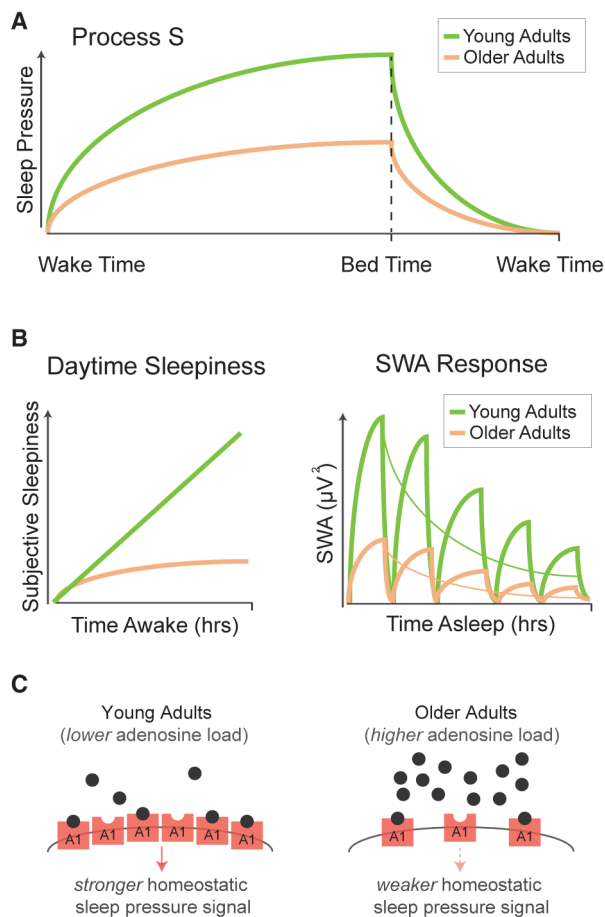 A
Process S
Young Adults
Older Adults
Sleep Pressure
Wake Time
Bed Time
Wake Time
B
Daytime Sleepiness
Subjective Sleepiness
Time Awake (hrs)
SWA Response
Young Adults
Older Adults
SWA (μV²)
Time Asleep (hrs)
C
Young Adults
(lower adenosine load)
A1
A1
A1
A1
A1
A1
stronger homeostatic
sleep pressure signal
Older Adults
(higher adenosine load)
A1
A1
A1
weaker homeostatic
sleep pressure signal